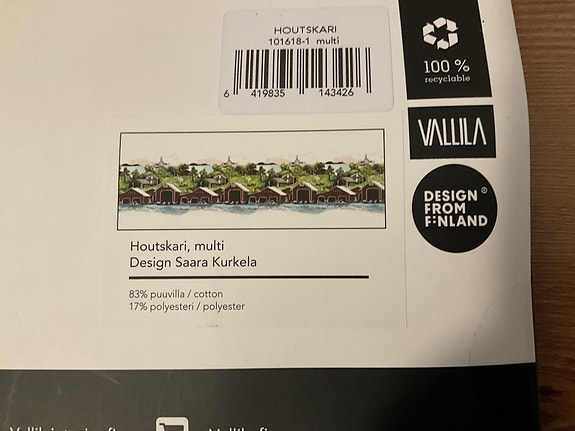 HOUTSKARI
101618-1 multi
6 419835 143426
100 %
recyclable
VALLILA
DESIGN ®
FROM
FINLAND
Houtskari, multi
Design Saara Kurkela
83% puuvilla / cotton
17% polyesteri / polyester